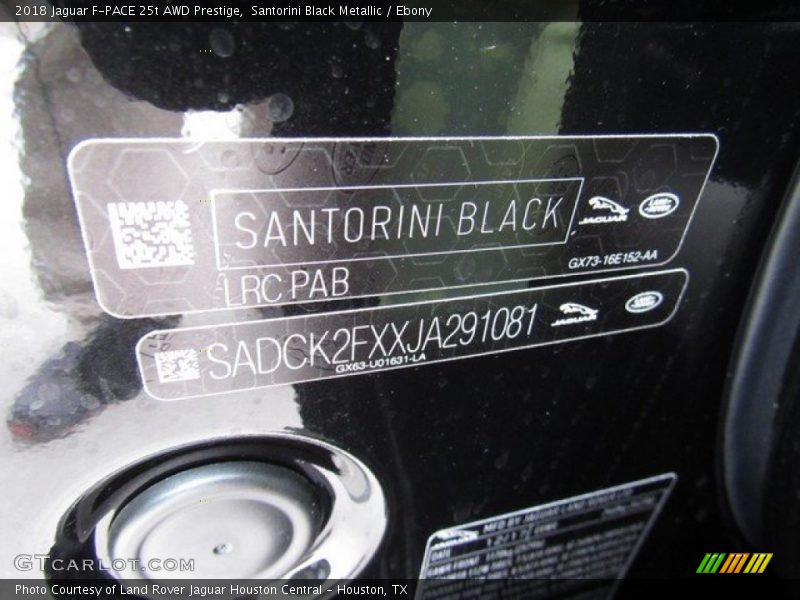 2018 Jaguar F-PACE 25t AWD Prestige, Santorini Black Metallic / Ebony
SANTORINI BLACK
JAGUAR
LAND ROVER
GX73-16E152-AA
LRC PAB
SADCK2FXXJA291081
GX63-U01631-LA
JAGUAR
LAND ROVER
GTCARLOT.COM
Photo Courtesy of Land Rover Jaguar Houston Central - Houston, TX